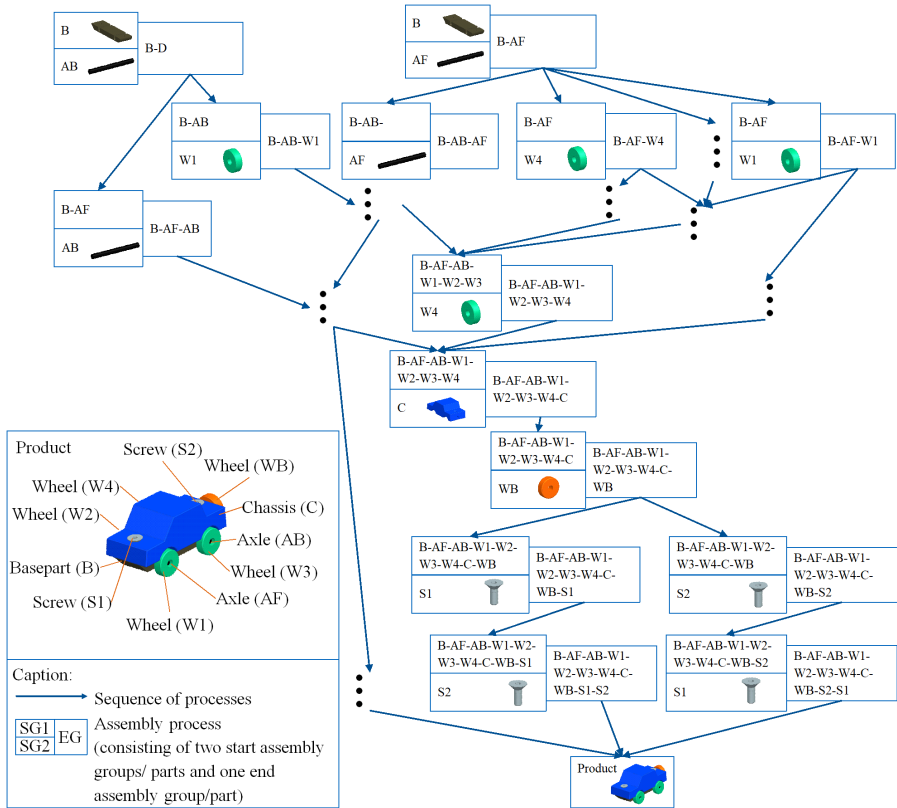 B
AB
B-D
B
AF
B-AF
B-AB
W1
B-AB-W1
B-AB-
AF
B-AB-AF
B-AF
W4
B-AF-W4
B-AF
W1
B-AF-W1
B-AF
AB
B-AF-AB
B-AF-AB-
W1-W2-W3
W4
B-AF-AB-W1-
W2-W3-W4
B-AF-AB-W1-
W2-W3-W4
C
B-AF-AB-W1-
W2-W3-W4-C
B-AF-AB-W1-
W2-W3-W4-C
WB
B-AF-AB-W1-
W2-W3-W4-C-
WB
B-AF-AB-W1-W2-
W3-W4-C-WB
S1
B-AF-AB-W1-
W2-W3-W4-C-
WB-S1
B-AF-AB-W1-W2-
W3-W4-C-WB
S2
B-AF-AB-W1-
W2-W3-W4-C-
WB-S2
B-AF-AB-W1-W2-
W3-W4-C-WB-S1
S2
B-AF-AB-W1-
W2-W3-W4-C-
WB-S1-S2
B-AF-AB-W1-W2-
W3-W4-C-WB-S2
S1
B-AF-AB-W1-
W2-W3-W4-C-
WB-S2-S1
Product
Product
Screw (S2)
Wheel (WB)
Wheel (W4)
Chassis (C)
Wheel (W2)
Axle (AB)
Basepart (B)
Wheel (W3)
Screw (S1)
Axle (AF)
Wheel (W1)
Caption:
Sequence of processes
SG1
SG2
EG
Assembly process
(consisting of two start assembly
groups/ parts and one end
assembly group/part)